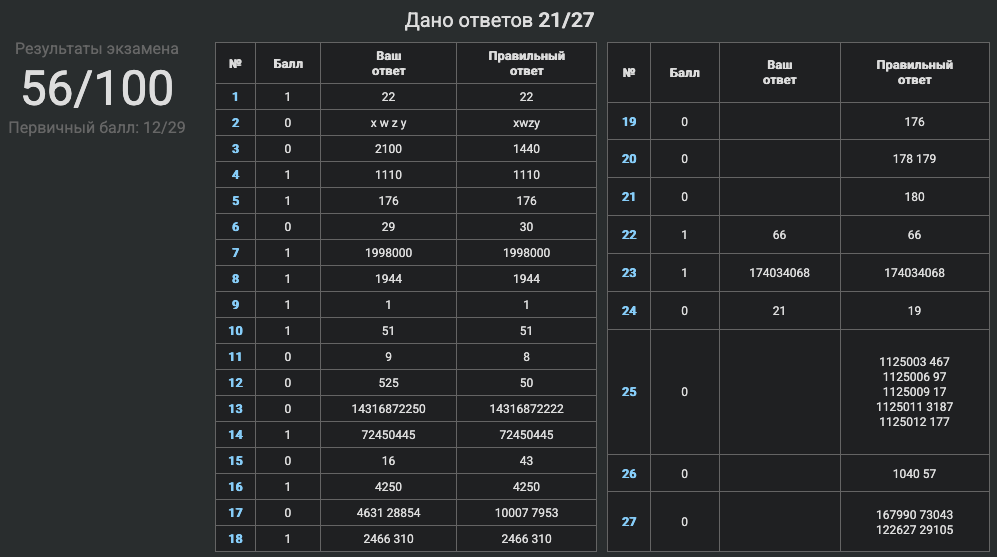 Дано ответов 21/27
Результаты экзамена
56/100
Первичный балл: 12/29
№ Балл Ваш ответ Правильный ответ
1 1 22 22
2 0 x w z y xwzy
3 0 2100 1440
4 1 1110 1110
5 1 176 176
6 0 29 30
7 1 1998000 1998000
8 1 1944 1944
9 1 1 1
10 1 51 51
11 0 9 8
12 0 525 50
13 0 14316872250 14316872222
14 1 72450445 72450445
15 0 16 43
16 1 4250 4250
17 0 4631 28854 10007 7953
18 1 2466 310 2466 310
№ Балл Ваш ответ Правильный ответ
19 0 176
20 0 178 179
21 0 180
22 1 66 66
23 1 174034068 174034068
24 0 21 19
25 0 1125003 467
1125006 97
1125009 17
1125011 3187
1125012 177
26 0 1040 57
27 0 167990 73043
122627 29105